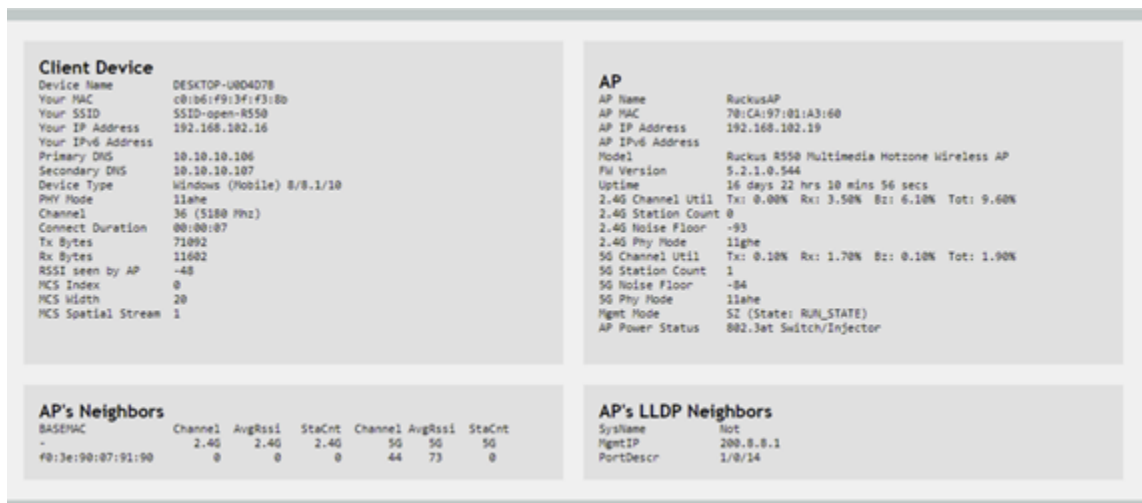 Client Device
Device Name DESKTOP-U0D4D7B
Your MAC c0:b6:f9:3f:f3:8b
Your SSID SSID-open-R550
Your IP Address 192.168.102.16
Your IPv6 Address
Primary DNS 10.10.10.106
Secondary DNS 10.10.10.107
Device Type Windows (Mobile) 8/8.1/10
PHY Mode 11ahe
Channel 36 (5180 Mhz)
Connect Duration 00:00:07
Tx Bytes 71092
Rx Bytes 11602
RSSI seen by AP -48
MCS Index 0
MCS Width 20
MCS Spatial Stream 1
AP
AP Name RuckusAP
AP MAC 70:CA:97:01:A3:60
AP IP Address 192.168.102.19
AP IPv6 Address
Model Ruckus R550 Multimedia Hotzone Wireless AP
FW Version 5.2.1.0.544
Uptime 16 days 22 hrs 10 mins 56 secs
2.4G Channel Util Tx: 0.00% Rx: 3.50% Bz: 6.10% Tot: 9.60%
2.4G Station Count 0
2.4G Noise Floor -93
2.4G Phy Mode 11ghe
5G Channel Util Tx: 0.10% Rx: 1.70% Bz: 0.10% Tot: 1.90%
5G Station Count 1
5G Noise Floor -84
5G Phy Mode 11ahe
Mgmt Mode SZ (State: RUN_STATE)
AP Power Status 802.3at Switch/Injector
AP's Neighbors
BASEMAC Channel AvgRssi StaCnt Channel AvgRssi StaCnt
- 2.4G 2.4G 2.4G 5G 5G 5G
f0:3e:90:07:91:90 0 0 0 44 73 0
AP's LLDP Neighbors
SysName Not
MgmtIP 200.8.8.1
PortDescr 1/0/14